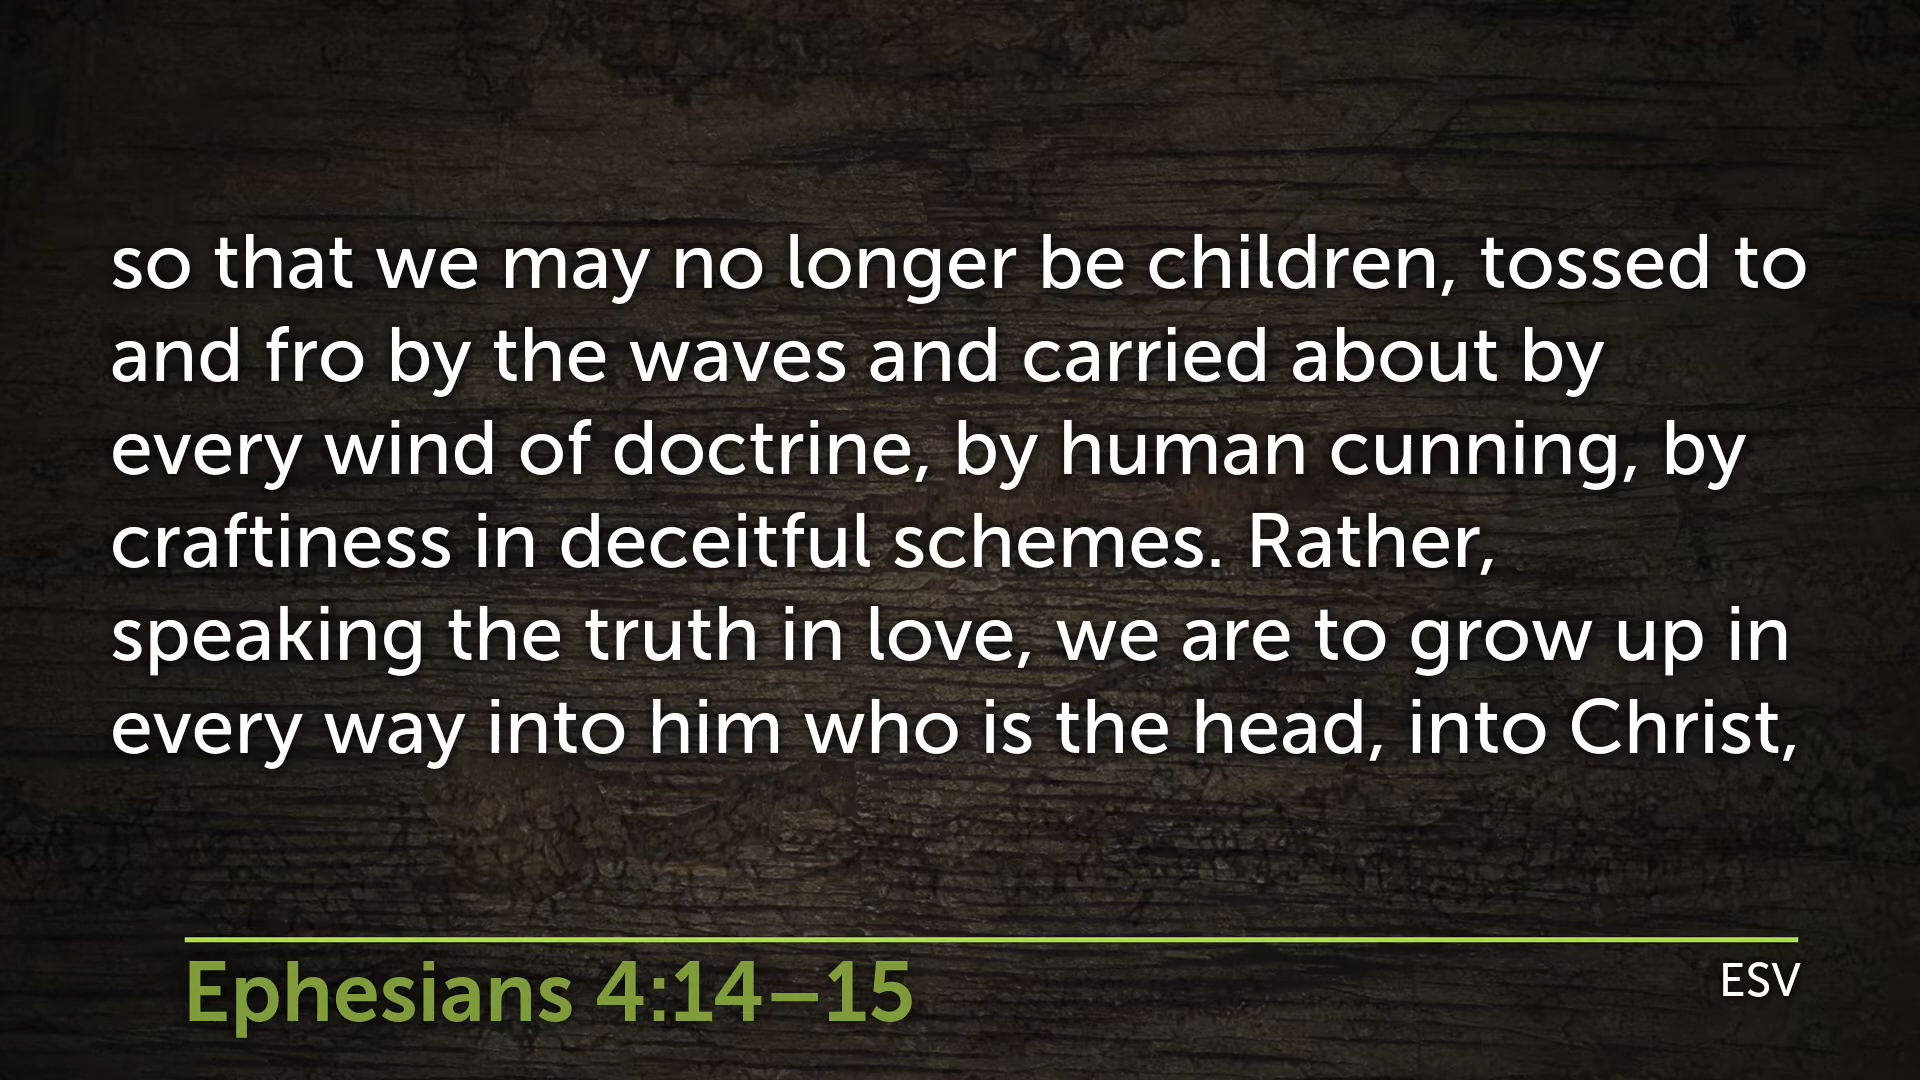 so that we may no longer be children, tossed to
and fro by the waves and carried about by
every wind of doctrine, by human cunning, by
craftiness in deceitful schemes. Rather,
speaking the truth in love, we are to grow up in
every way into him who is the head, into Christ,
Ephesians 4:14–15
ESV